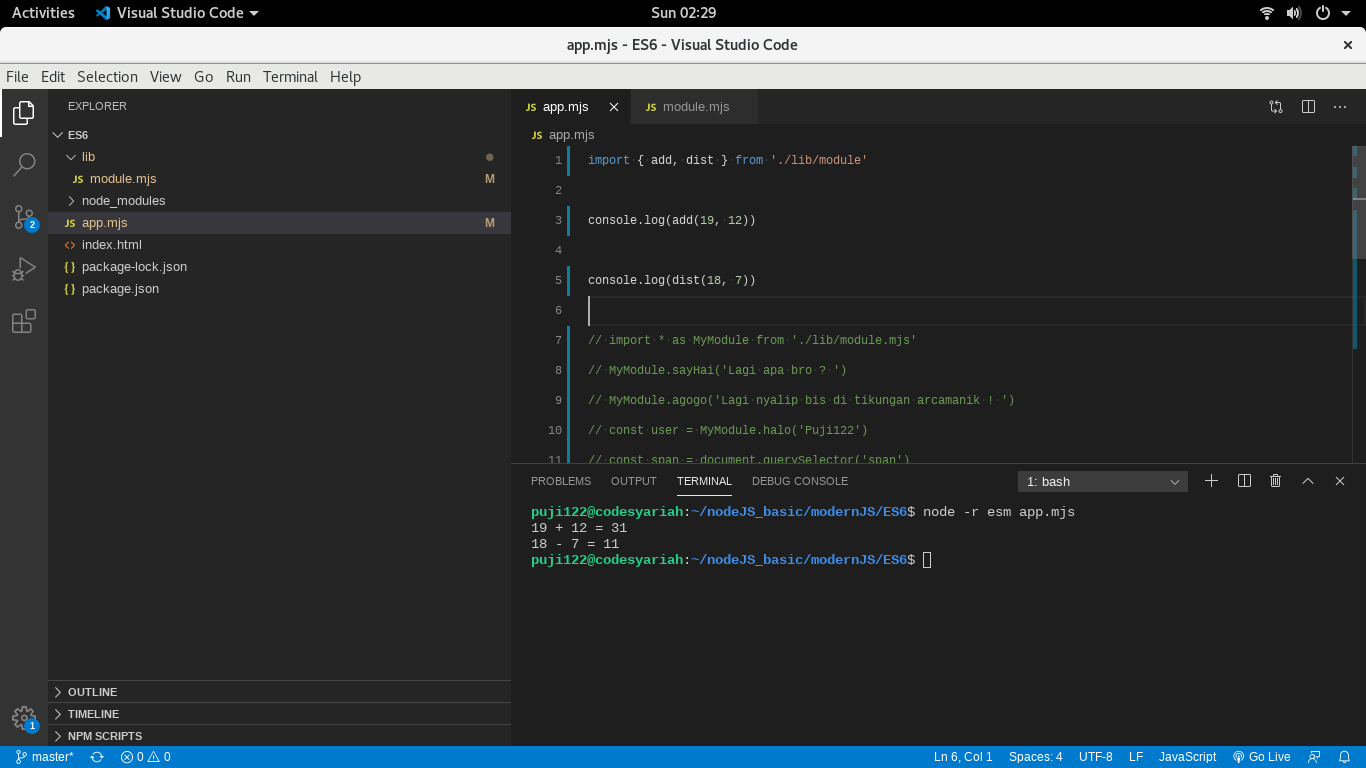 Activities Visual Studio Code Sun 02:29
app.mjs - ES6 - Visual Studio Code
File Edit Selection View Go Run Terminal Help
EXPLORER
ES6
lib
JS module.mjs M
node_modules
JS app.mjs M
<> index.html
{ } package-lock.json
{ } package.json
OUTLINE
TIMELINE
NPM SCRIPTS
2
1
JS app.mjs JS module.mjs
JS app.mjs
1 import { add, dist } from './lib/module'
2
3 console.log(add(19, 12))
4
5 console.log(dist(18, 7))
6
7 // import * as MyModule from './lib/module.mjs'
8 // MyModule.sayHai('Lagi apa bro ? ')
9 // MyModule.agogo('Lagi nyalip bis di tikungan arcamanik ! ')
10 // const user = MyModule.halo('Puji122')
11 // const span = document.querySelector('span')
PROBLEMS OUTPUT TERMINAL DEBUG CONSOLE 1: bash
puji122@codesyariah:~/nodeJS_basic/modernJS/ES6$ node -r esm app.mjs
19 + 12 = 31
18 - 7 = 11
puji122@codesyariah:~/nodeJS_basic/modernJS/ES6$
master* 0 0 Ln 6, Col 1 Spaces: 4 UTF-8 LF JavaScript Go Live